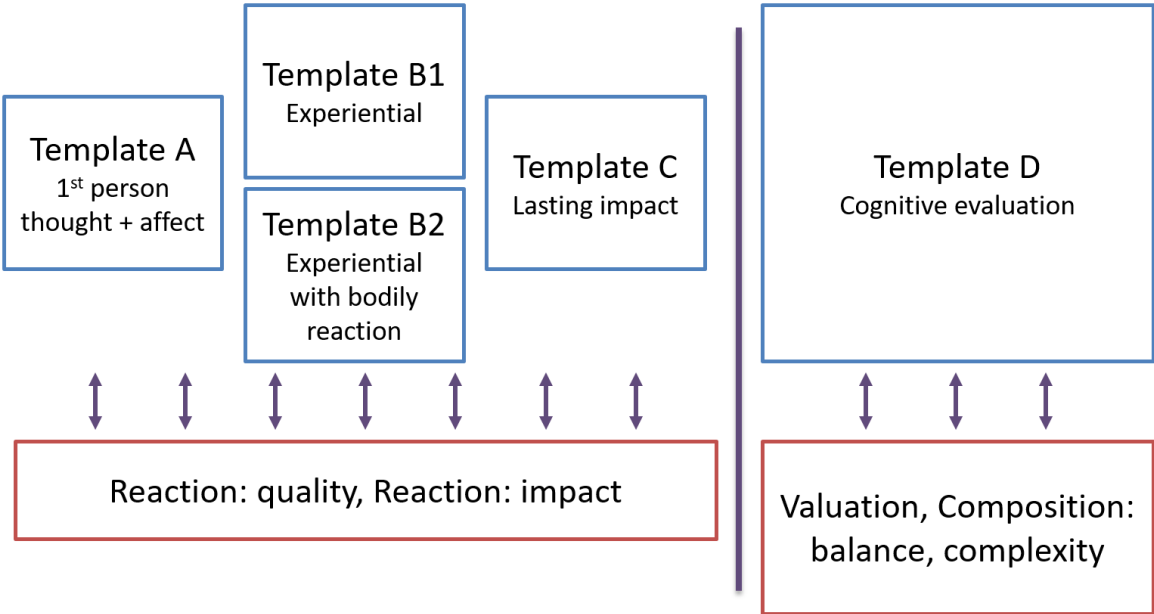 Template A
1st person
thought + affect
Template B1
Experiential
Template B2
Experiential
with bodily
reaction
Template C
Lasting impact
Template D
Cognitive evaluation
Reaction: quality, Reaction: impact
Valuation, Composition:
balance, complexity